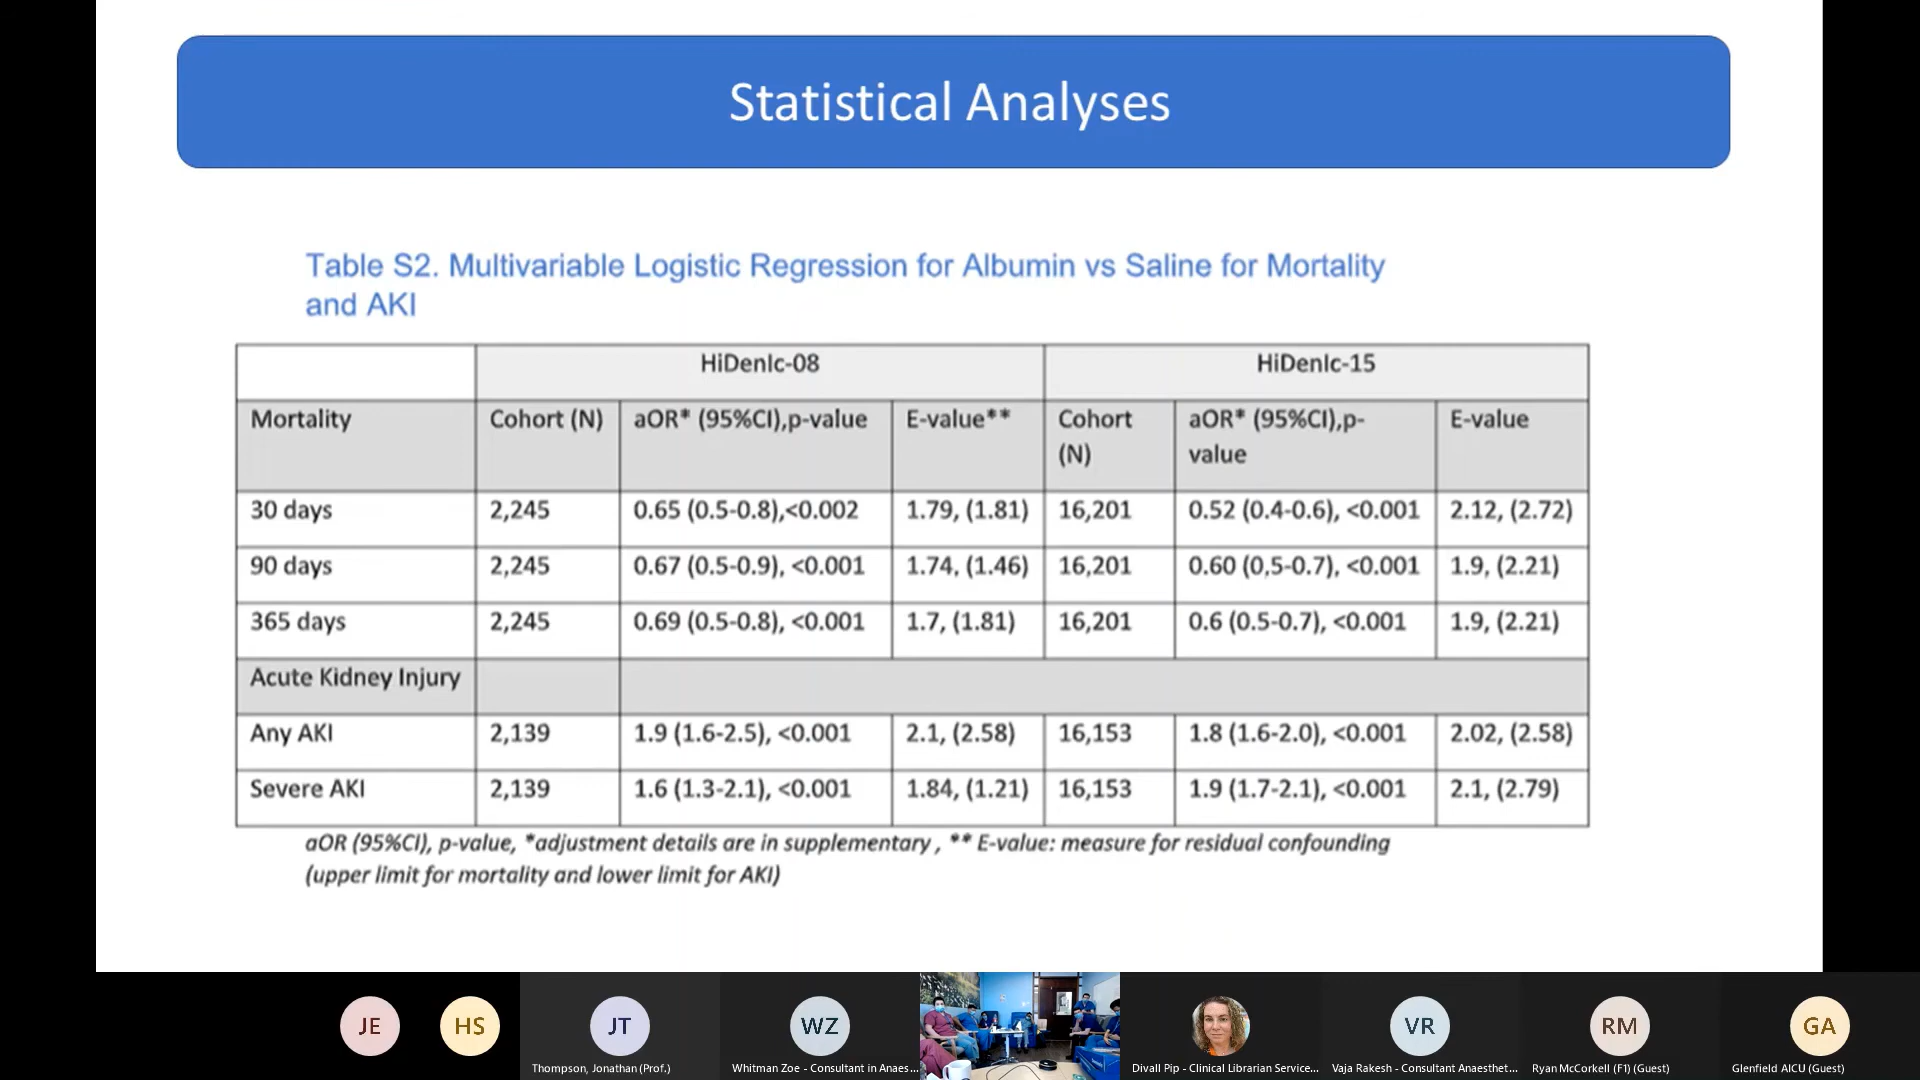 Statistical Analyses
Table S2. Multivariable Logistic Regression for Albumin vs Saline for Mortality
and AKI
HiDenIc-08 HiDenIc-15
Mortality Cohort (N) aOR* (95%CI),p-value E-value** Cohort (N) aOR* (95%CI),p-value E-value
30 days 2,245 0.65 (0.5-0.8),<0.002 1.79, (1.81) 16,201 0.52 (0.4-0.6), <0.001 2.12, (2.72)
90 days 2,245 0.67 (0.5-0.9), <0.001 1.74, (1.46) 16,201 0.60 (0,5-0.7), <0.001 1.9, (2.21)
365 days 2,245 0.69 (0.5-0.8), <0.001 1.7, (1.81) 16,201 0.6 (0.5-0.7), <0.001 1.9, (2.21)
Acute Kidney Injury
Any AKI 2,139 1.9 (1.6-2.5), <0.001 2.1, (2.58) 16,153 1.8 (1.6-2.0), <0.001 2.02, (2.58)
Severe AKI 2,139 1.6 (1.3-2.1), <0.001 1.84, (1.21) 16,153 1.9 (1.7-2.1), <0.001 2.1, (2.79)
aOR (95%CI), p-value, *adjustment details are in supplementary , ** E-value: measure for residual confounding
(upper limit for mortality and lower limit for AKI)
JE HS JT WZ VR RM GA
Thompson, Jonathan (Prof.) Whitman Zoe - Consultant in Anaes... Divall Pip - Clinical Librarian Service... Vaja Rakesh - Consultant Anaesthet... Ryan McCorkell (F1) (Guest) Glenfield AICU (Guest)